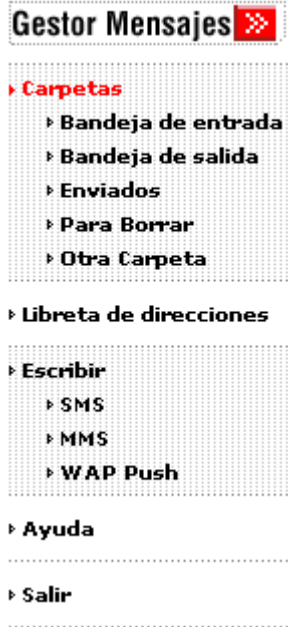 Gestor Mensajes
Carpetas
Bandeja de entrada
Bandeja de salida
Enviados
Para Borrar
Otra Carpeta
Libreta de direcciones
Escribir
SMS
MMS
WAP Push
Ayuda
Salir